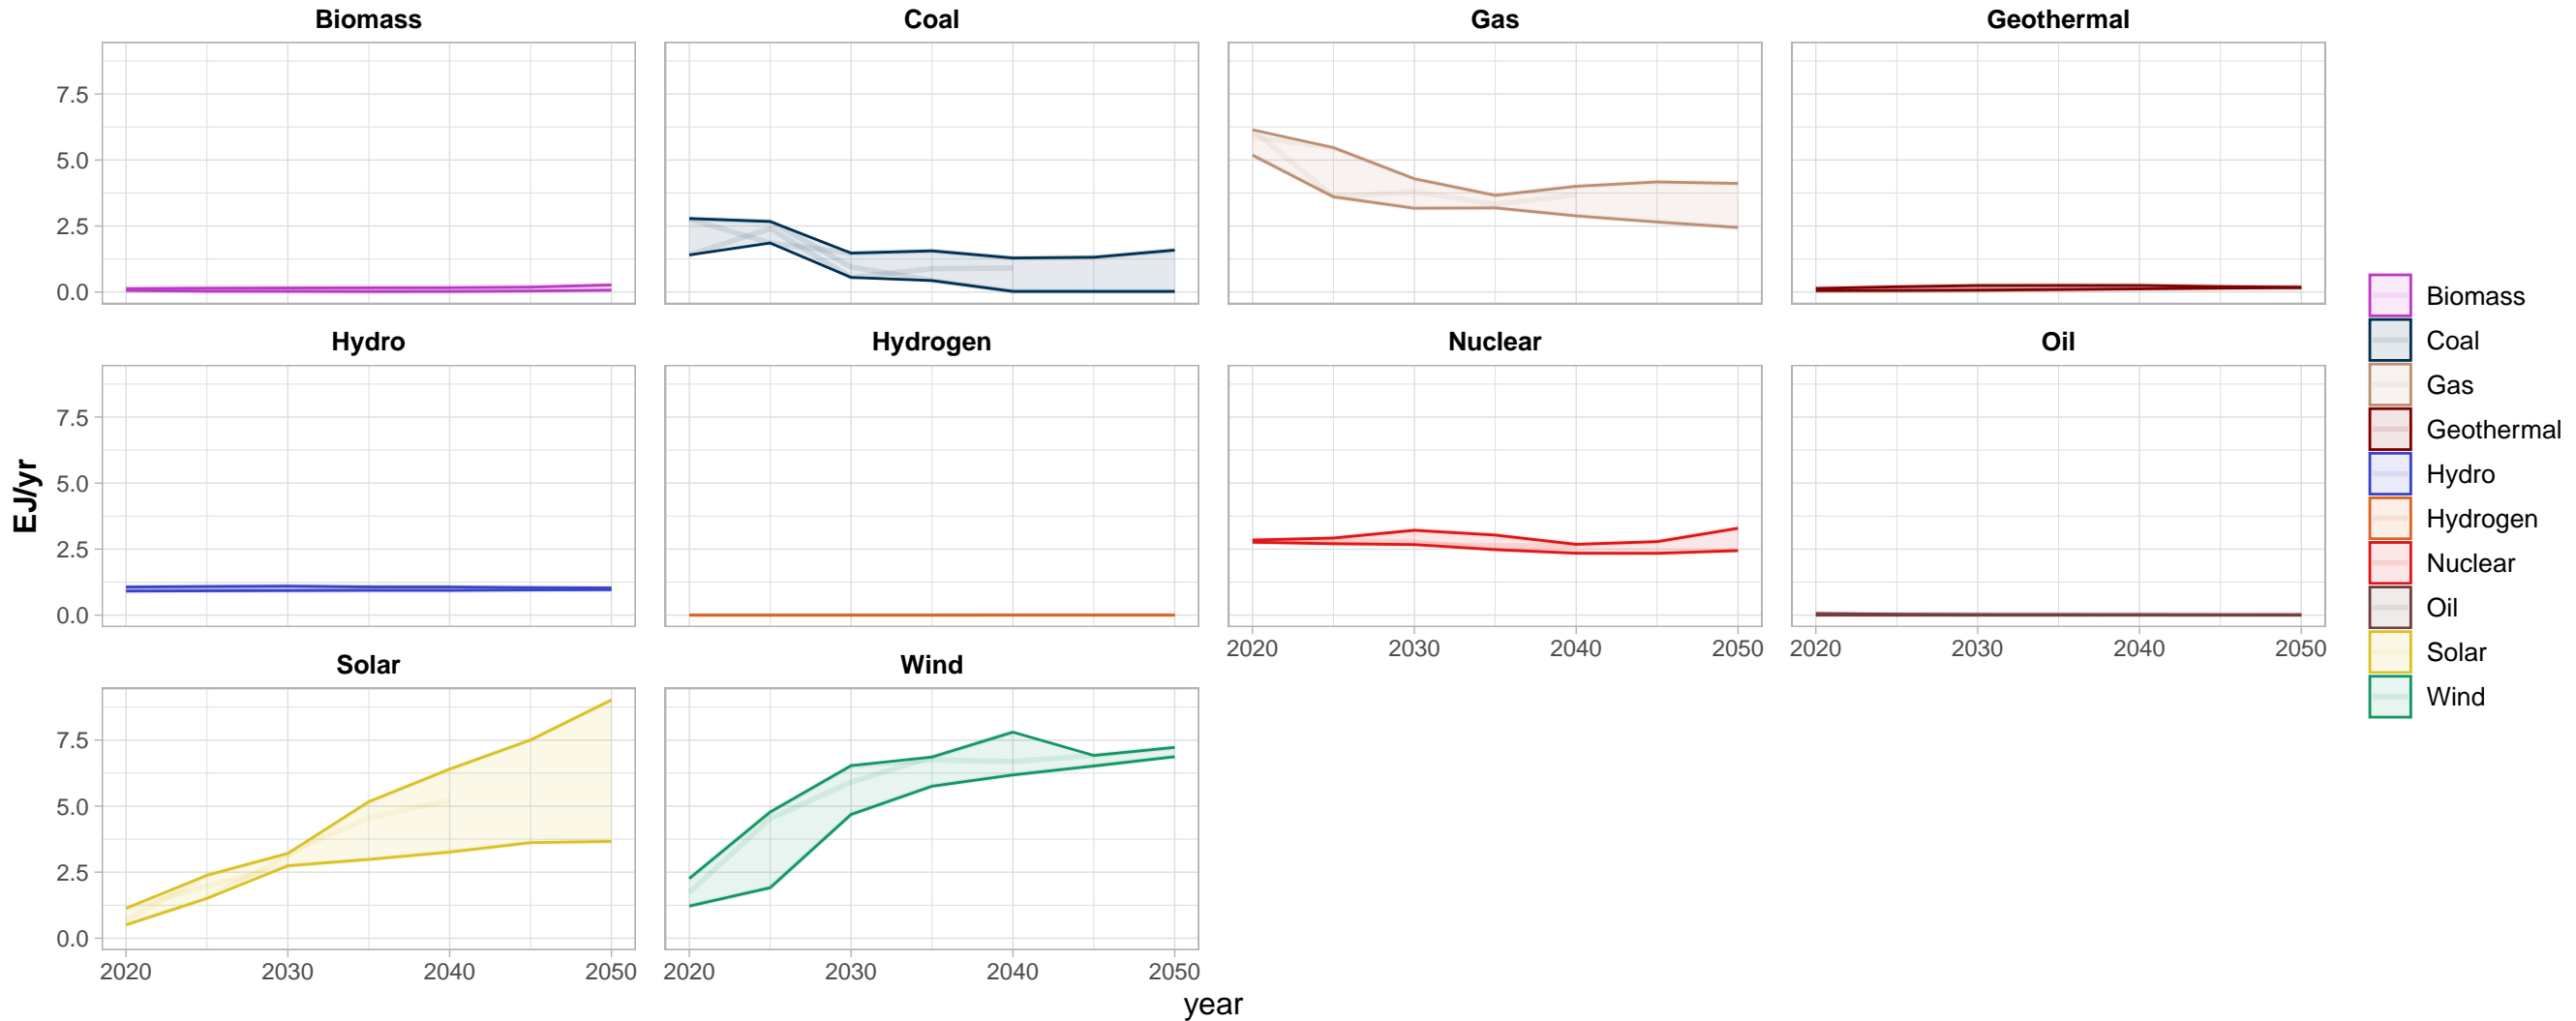 Biomass
Coal
Gas
Geothermal
7.5
5.0
2.5
0.0
Hydro
Hydrogen
Nuclear
Oil
7.5
5.0
2.5
0.0
2020 2030 2040 2050
2020 2030 2040 2050
Solar
Wind
7.5
5.0
2.5
0.0
2020 2030 2040 2050
2020 2030 2040 2050
EJ/yr
year
Biomass
Coal
Gas
Geothermal
Hydro
Hydrogen
Nuclear
Oil
Solar
Wind